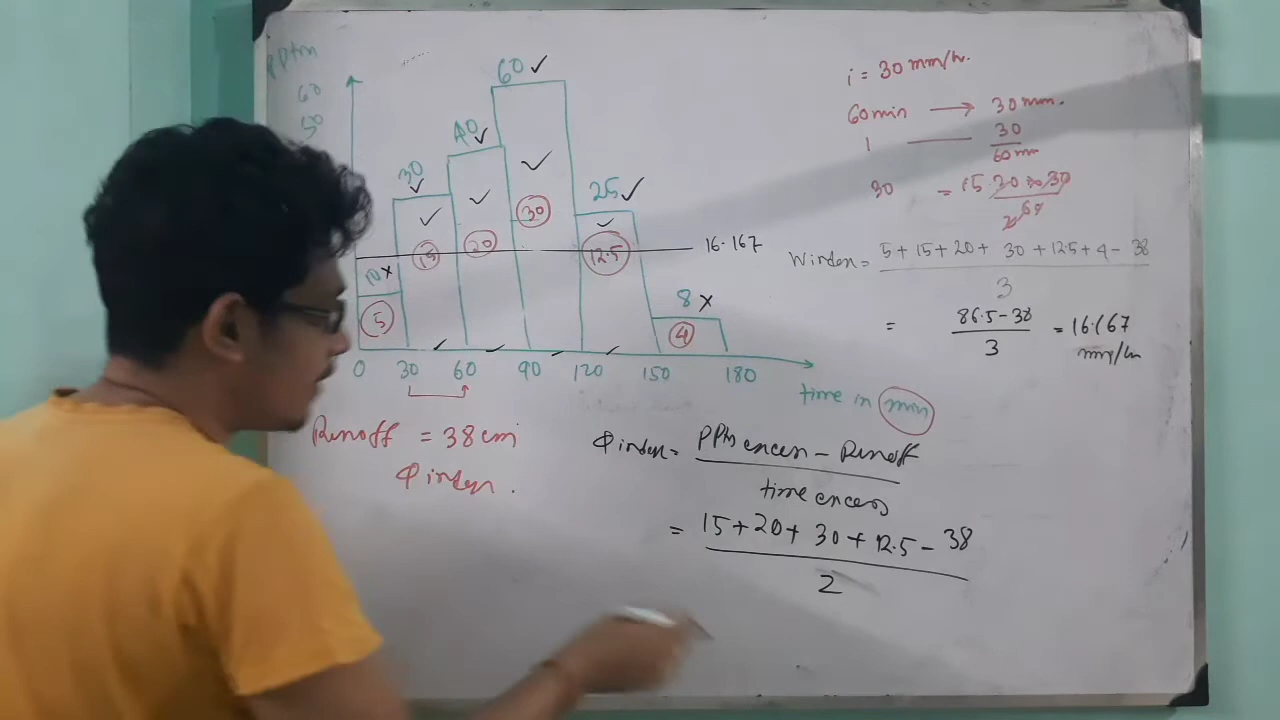 pptn
60
50
60 ✓
40 ✓
30 ✓
25 ✓
10 x
8 x
5
15
20
30
12.5
4
16.167
0 30 60 90 120 150 180
time in min
Runoff = 38 cm
Φ index.
i = 30 mm/hr.
60min → 30 mm.
1 — 30
60 min
30 = 15 30 x 30
2 60
W index = 5 + 15 + 20 + 30 + 12.5 + 4 - 38
3
= 86.5 - 38 = 16.167
3 mm/hr
Φ index = PPtn excess - Runoff
time excess
= 15 + 20 + 30 + 12.5 - 38
2